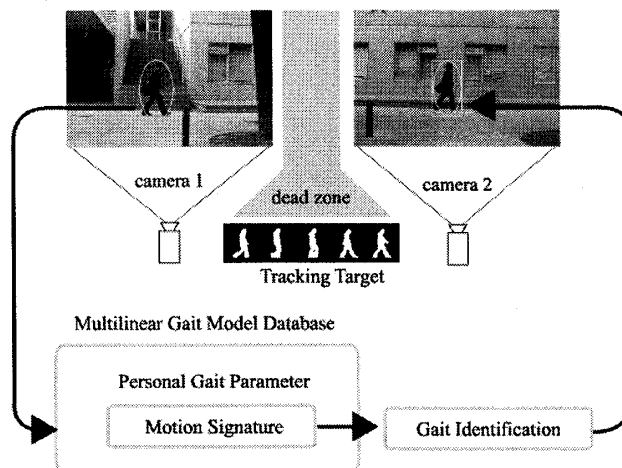 camera 1
camera 2
dead zone
Tracking Target
Multilinear Gait Model Database
Personal Gait Parameter
Motion Signature
Gait Identification